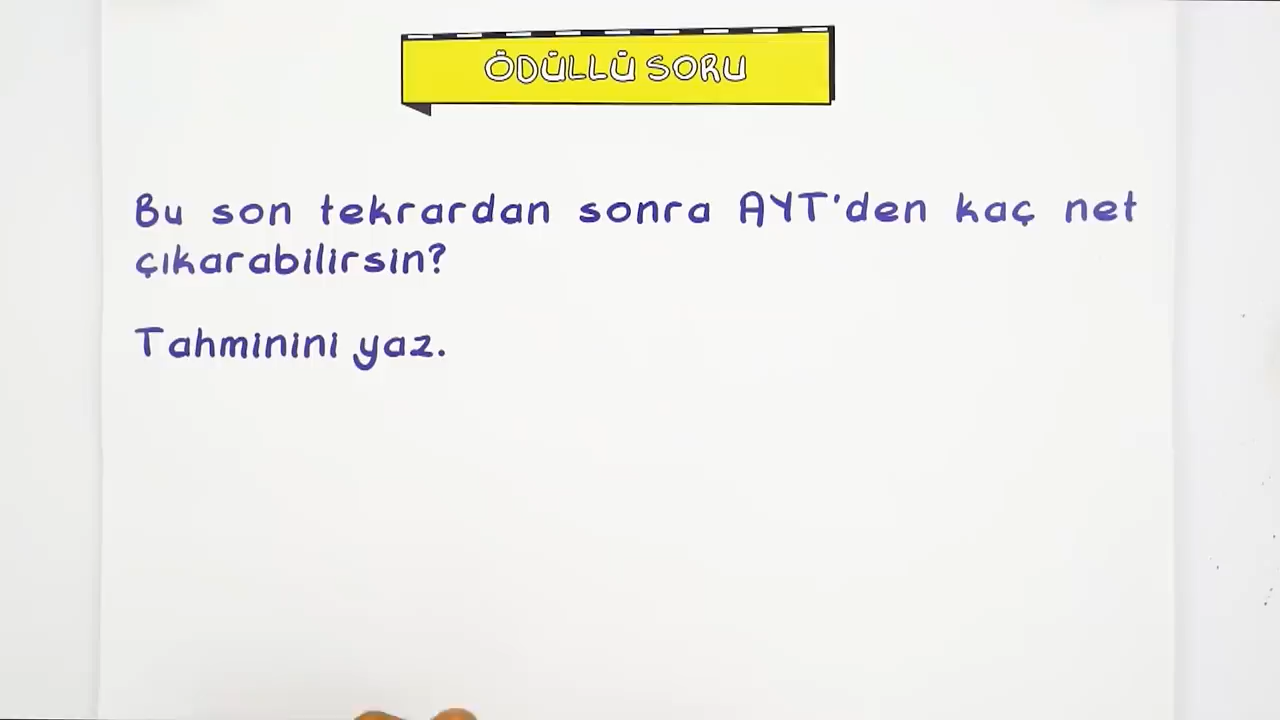 ÖDÜLLÜ SORU
Bu son tekrardan sonra AYT'den kaç net
çıkarabilirsin?
Tahminini yaz.